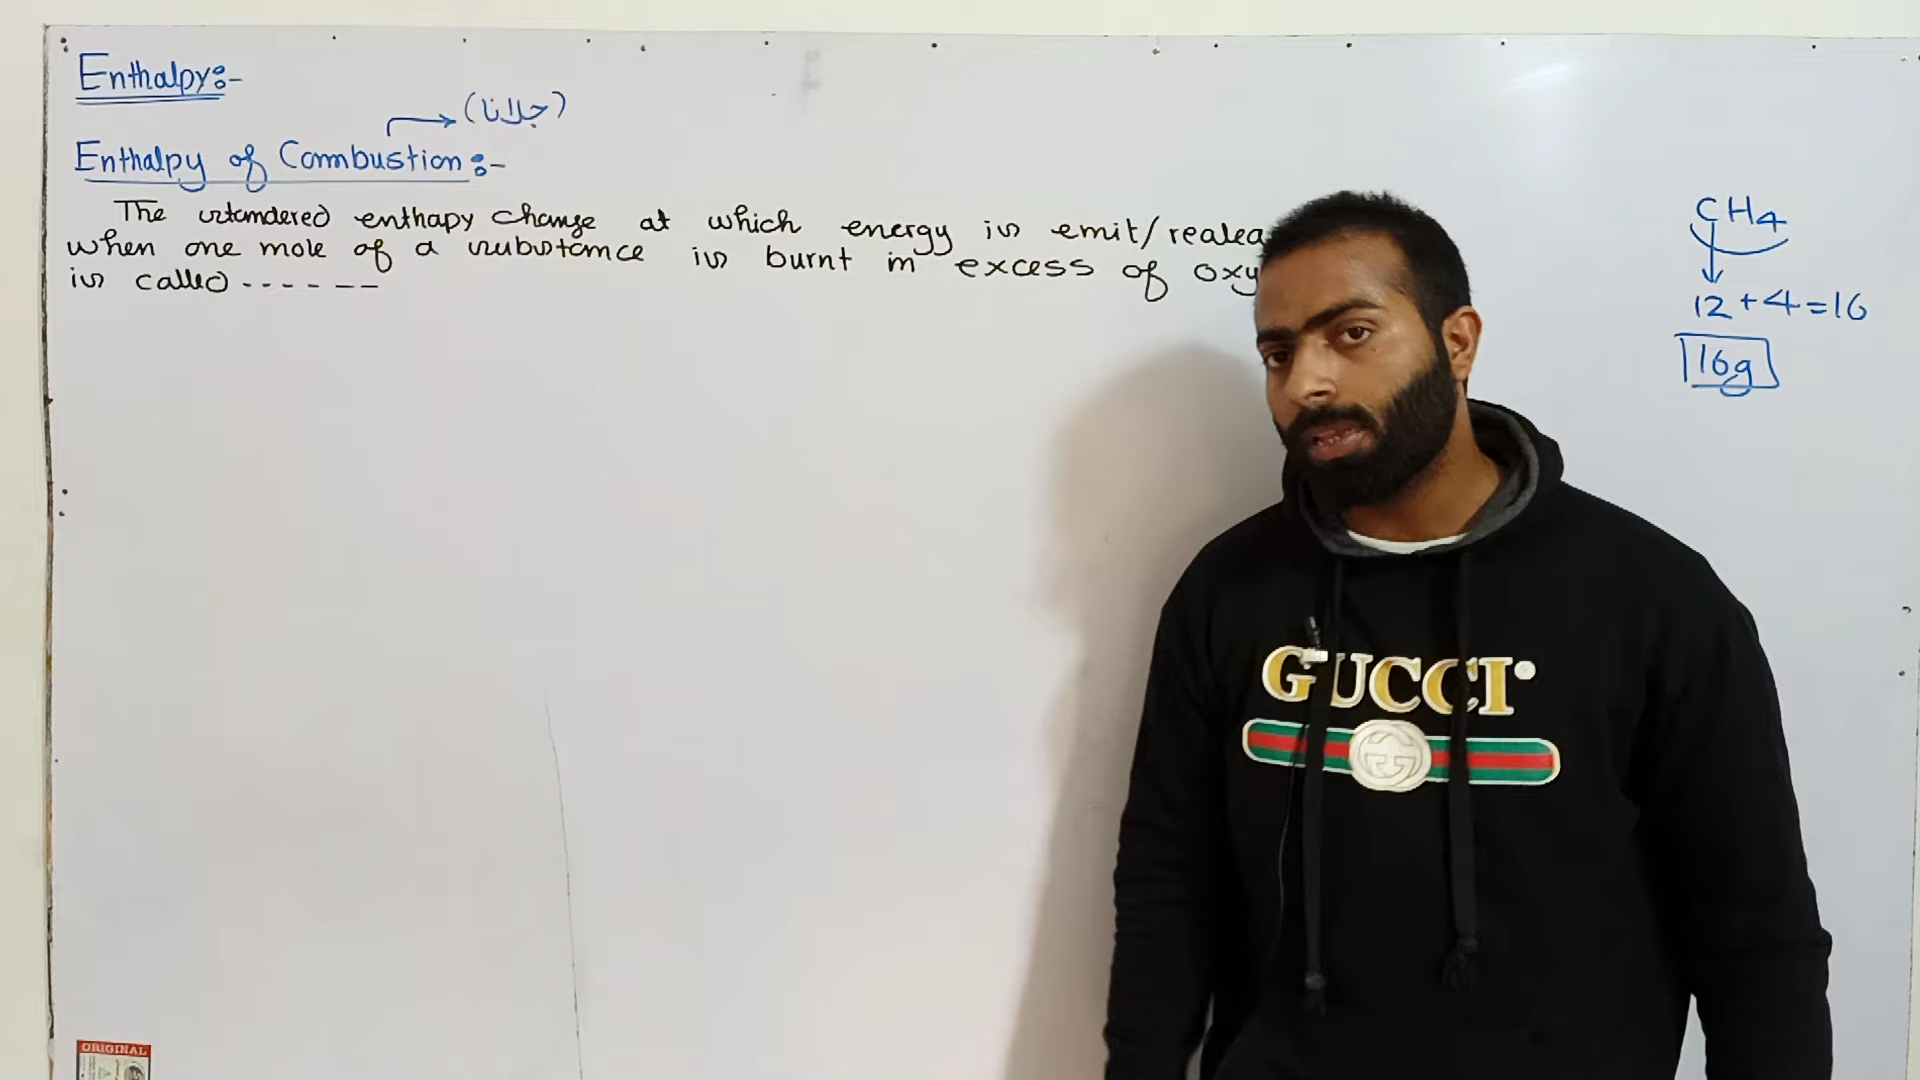 Enthalpy:-
(جلانا)
Enthalpy of Combustion:-
The standered enthapy change at which energy is emit/realea
when one mole of a substance is burnt in excess of oxy
is called ------
CH4
12+4=16
16g
GUCCI
ORIGINAL